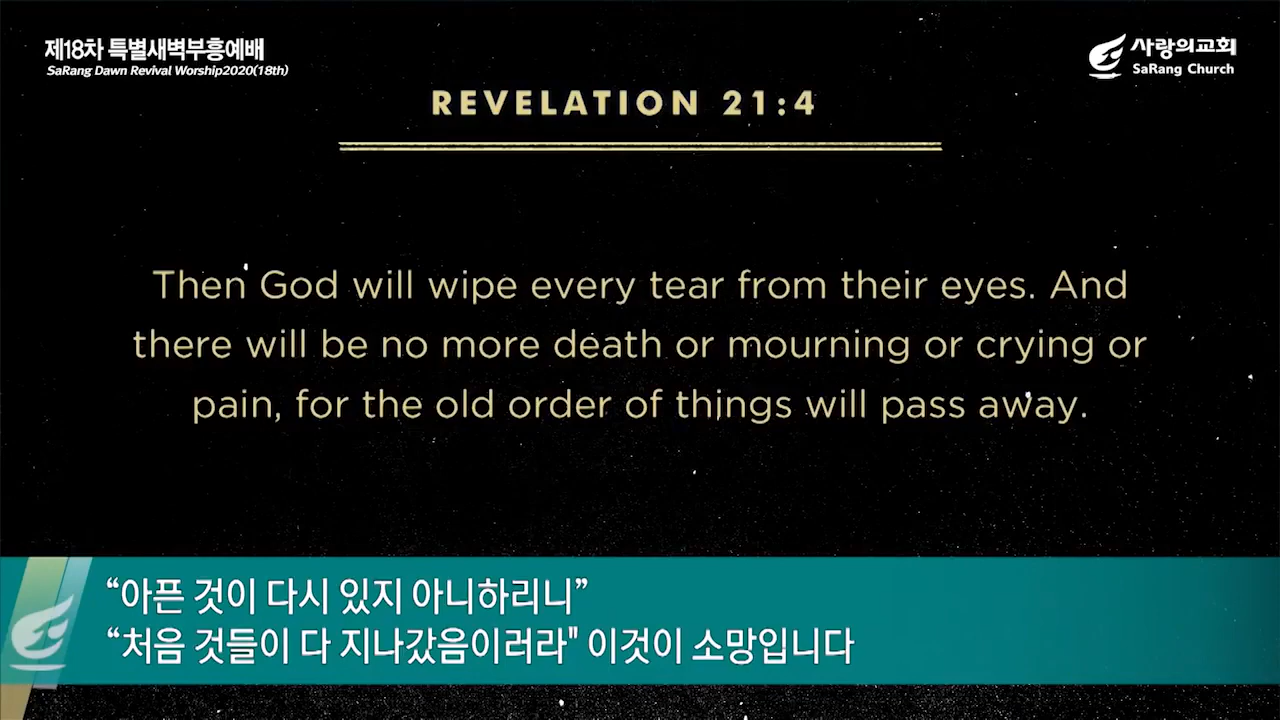 제18차 특별새벽부흥예배
SaRang Dawn Revival Worship2020(18th)
사랑의교회
SaRang Church
REVELATION 21:4
Then God will wipe every tear from their eyes. And
there will be no more death or mourning or crying or
pain, for the old order of things will pass away.
“아픈 것이 다시 있지 아니하리니”
“처음 것들이 다 지나갔음이러라" 이것이 소망입니다